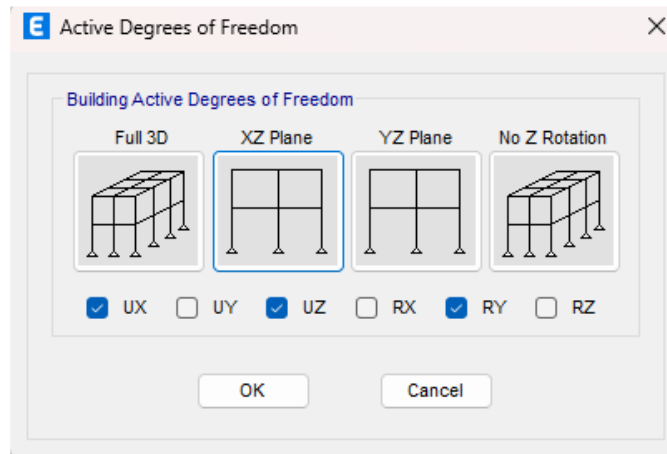 E Active Degrees of Freedom
Building Active Degrees of Freedom
Full 3D XZ Plane YZ Plane No Z Rotation
UX UY UZ RX RY RZ
OK Cancel